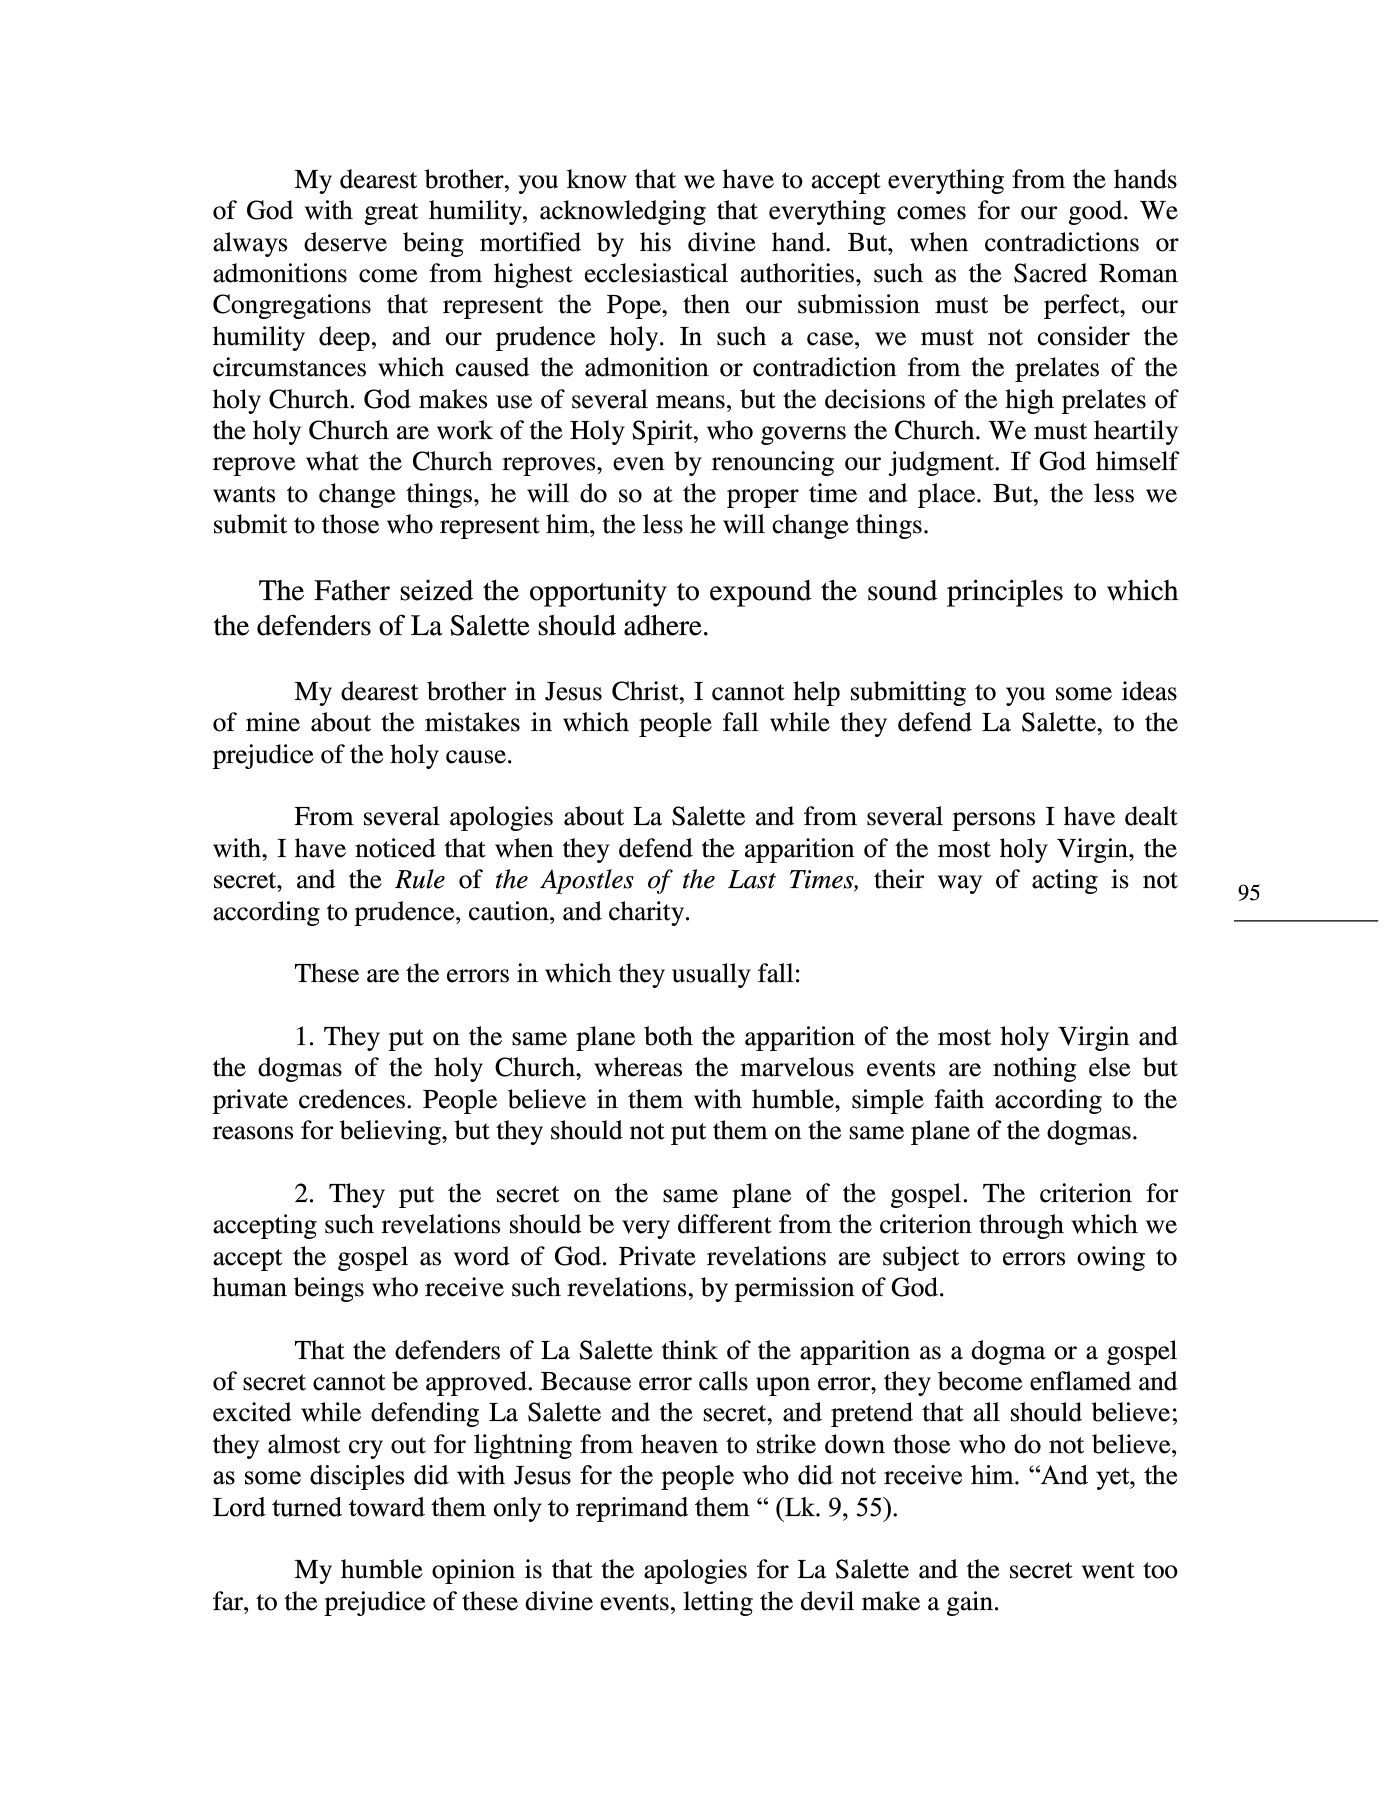 My dearest brother, you know that we have to accept everything from the hands
of God with great humility, acknowledging that everything comes for our good. We
always deserve being mortified by his divine hand. But, when contradictions or
admonitions come from highest ecclesiastical authorities, such as the Sacred Roman
Congregations that represent the Pope, then our submission must be perfect, our
humility deep, and our prudence holy. In such a case, we must not consider the
circumstances which caused the admonition or contradiction from the prelates of the
holy Church. God makes use of several means, but the decisions of the high prelates of
the holy Church are work of the Holy Spirit, who governs the Church. We must heartily
reprove what the Church reproves, even by renouncing our judgment. If God himself
wants to change things, he will do so at the proper time and place. But, the less we
submit to those who represent him, the less he will change things.
The Father seized the opportunity to expound the sound principles to which
the defenders of La Salette should adhere.
My dearest brother in Jesus Christ, I cannot help submitting to you some ideas
of mine about the mistakes in which people fall while they defend La Salette, to the
prejudice of the holy cause.
From several apologies about La Salette and from several persons I have dealt
with, I have noticed that when they defend the apparition of the most holy Virgin, the
secret, and the Rule of the Apostles of the Last Times, their way of acting is not
according to prudence, caution, and charity.
95
These are the errors in which they usually fall:
1. They put on the same plane both the apparition of the most holy Virgin and
the dogmas of the holy Church, whereas the marvelous events are nothing else but
private credences. People believe in them with humble, simple faith according to the
reasons for believing, but they should not put them on the same plane of the dogmas.
2. They put the secret on the same plane of the gospel. The criterion for
accepting such revelations should be very different from the criterion through which we
accept the gospel as word of God. Private revelations are subject to errors owing to
human beings who receive such revelations, by permission of God.
That the defenders of La Salette think of the apparition as a dogma or a gospel
of secret cannot be approved. Because error calls upon error, they become enflamed and
excited while defending La Salette and the secret, and pretend that all should believe;
they almost cry out for lightning from heaven to strike down those who do not believe,
as some disciples did with Jesus for the people who did not receive him. “And yet, the
Lord turned toward them only to reprimand them “ (Lk. 9, 55).
My humble opinion is that the apologies for La Salette and the secret went too
far, to the prejudice of these divine events, letting the devil make a gain.